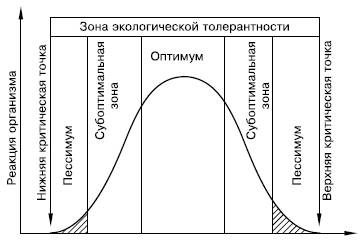 Зона экологической толерантности
Реакция организма
Нижняя критическая точка
Пессимум
Субоптимальная
зона
Оптимум
Субоптимальная
зона
Пессимум
Верхняя критическая точка